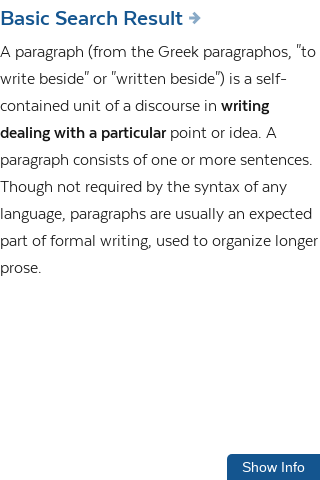 Basic Search Result
A paragraph (from the Greek paragraphos, "to
write beside" or "written beside") is a self-
contained unit of a discourse in writing
dealing with a particular point or idea. A
paragraph consists of one or more sentences.
Though not required by the syntax of any
language, paragraphs are usually an expected
part of formal writing, used to organize longer
prose.
Show Info